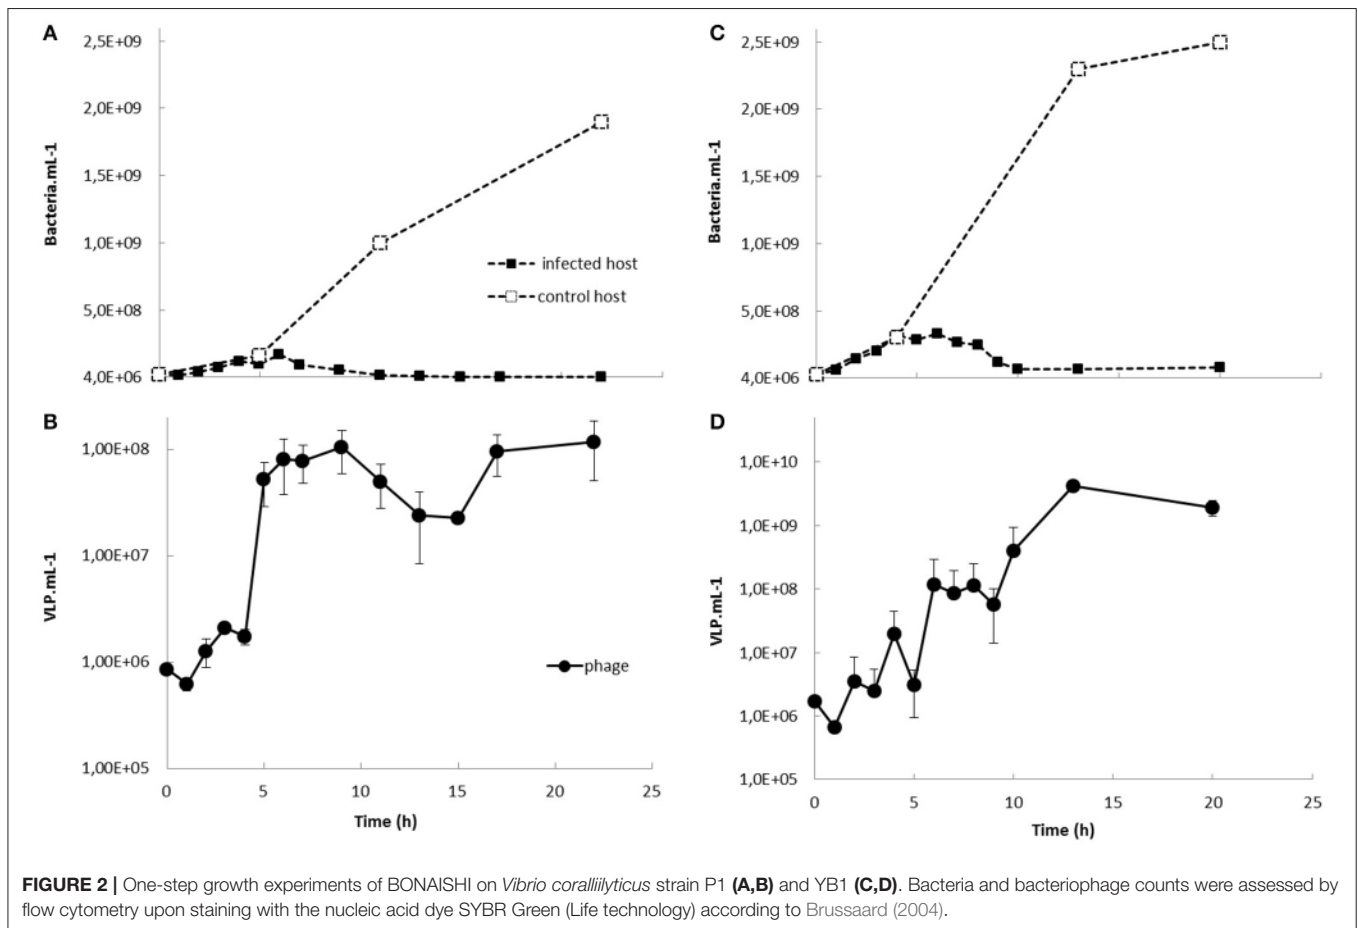 A
2,5E+09
2,0E+09
1,5E+09
1,0E+09
5,0E+08
4,0E+06
Bacteria.mL-1
infected host
control host
C
2,5E+09
2,0E+09
1,5E+09
1,0E+09
5,0E+08
4,0E+06
Bacteria.mL-1
B
1,00E+08
1,00E+07
1,00E+06
1,00E+05
VLP.mL-1
phage
0 5 10 15 20 25
Time (h)
D
1,0E+10
1,0E+09
1,0E+08
1,0E+07
1,0E+06
1,0E+05
VLP.mL-1
0 5 10 15 20 25
Time (h)
FIGURE 2 | One-step growth experiments of BONAISHI on Vibrio coralliilyticus strain P1 (A,B) and YB1 (C,D). Bacteria and bacteriophage counts were assessed by
flow cytometry upon staining with the nucleic acid dye SYBR Green (Life technology) according to Brussaard (2004).